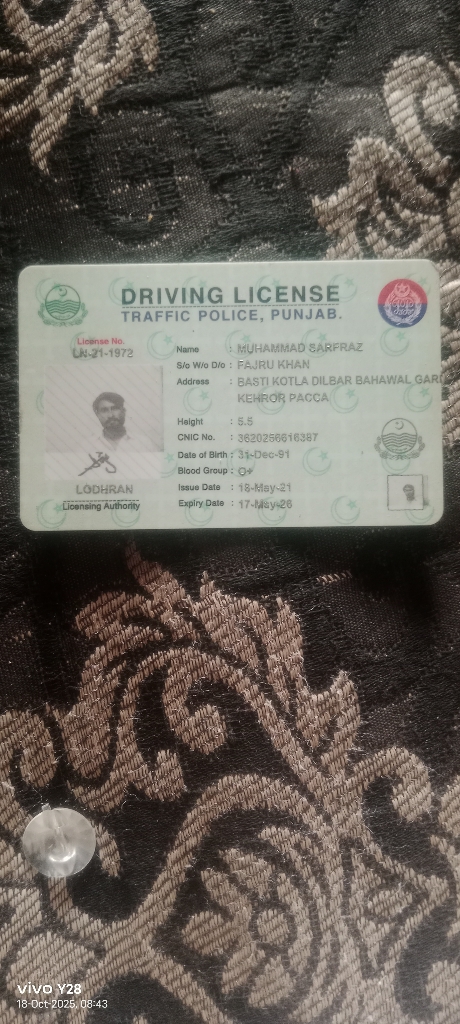 DRIVING LICENSE
TRAFFIC POLICE, PUNJAB.
License No.
LN-21-1972
Name : MUHAMMAD SARFRAZ
S/o W/o D/o : FAJRU KHAN
Address : BASTI KOTLA DILBAR BAHAWAL GAR
KEHROR PACCA
Height : 5.5
CNIC No. : 3620256616367
Date of Birth : 31-Dec-91
Blood Group : O+
Issue Date : 18-May-21
Expiry Date : 17-May-26
LODHRAN
Licensing Authority
vivo Y28
18-Oct-2025, 08:43